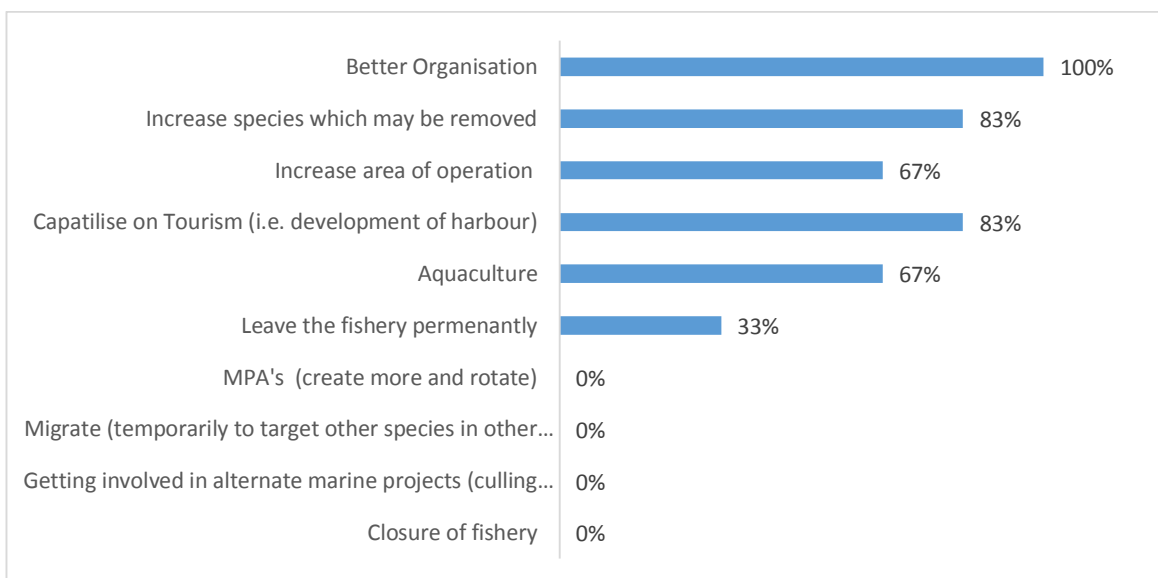 Better Organisation 100%
Increase species which may be removed 83%
Increase area of operation 67%
Capatilise on Tourism (i.e. development of harbour) 83%
Aquaculture 67%
Leave the fishery permenantly 33%
MPA's (create more and rotate) 0%
Migrate (temporarily to target other species in other… 0%
Getting involved in alternate marine projects (culling… 0%
Closure of fishery 0%